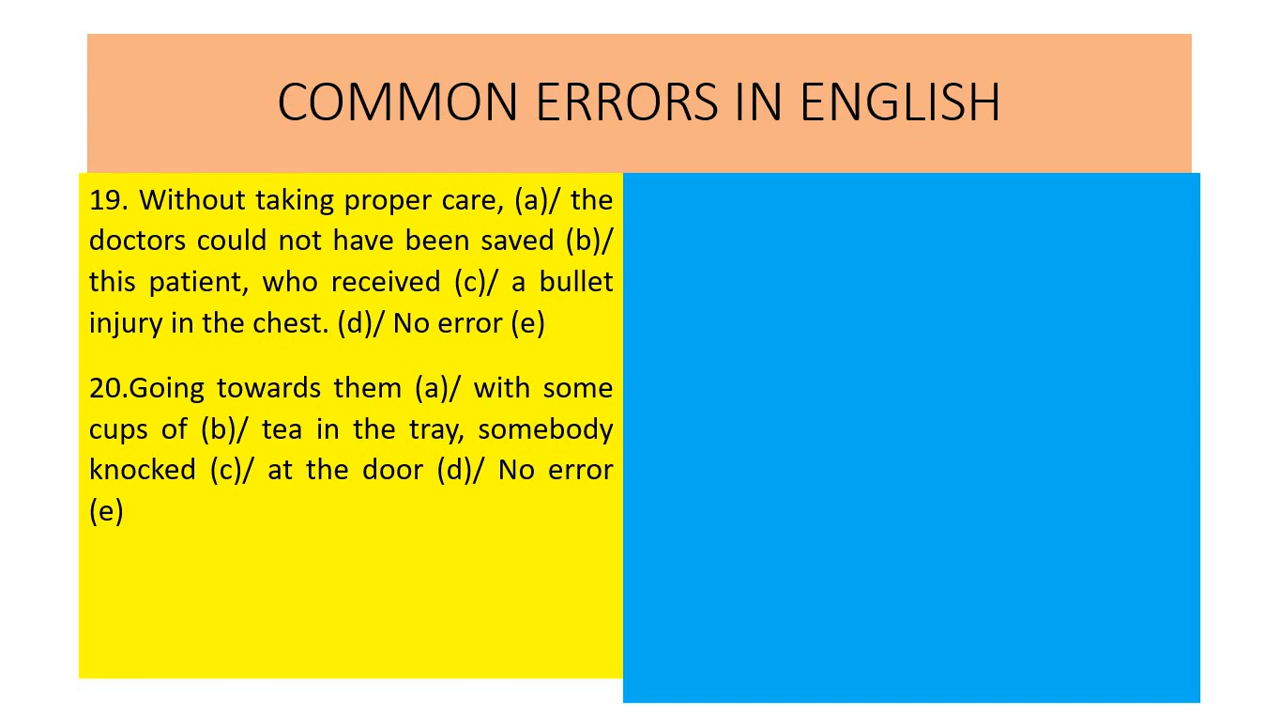 COMMON ERRORS IN ENGLISH
19. Without taking proper care, (a)/ the
doctors could not have been saved (b)/
this patient, who received (c)/ a bullet
injury in the chest. (d)/ No error (e)
20.Going towards them (a)/ with some
cups of (b)/ tea in the tray, somebody
knocked (c)/ at the door (d)/ No error
(e)